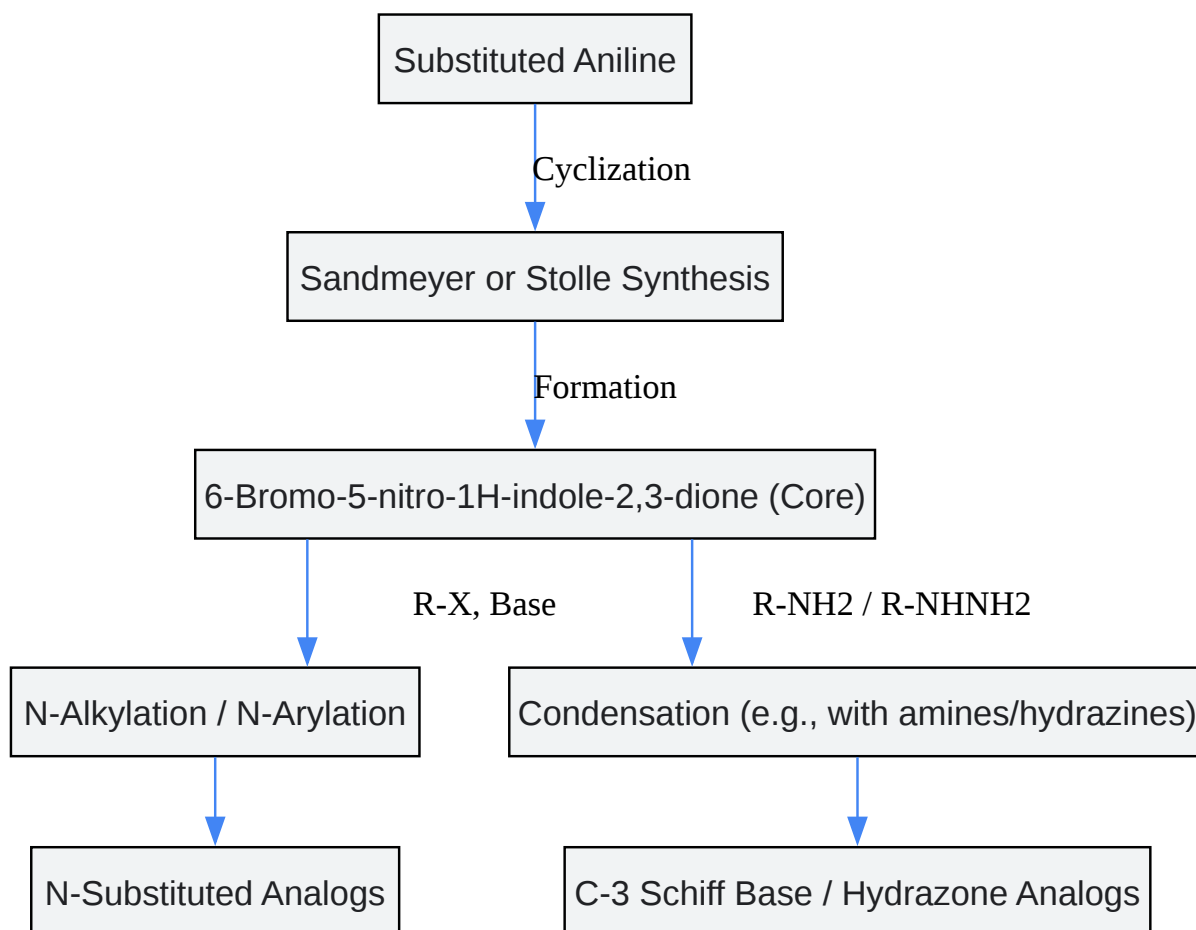 Substituted Aniline
Cyclization
Sandmeyer or Stolle Synthesis
Formation
6-Bromo-5-nitro-1H-indole-2,3-dione (Core)
R-X, Base
R-NH2 / R-NHNH2
N-Alkylation / N-Arylation
Condensation (e.g., with amines/hydrazines)
N-Substituted Analogs
C-3 Schiff Base / Hydrazone Analogs